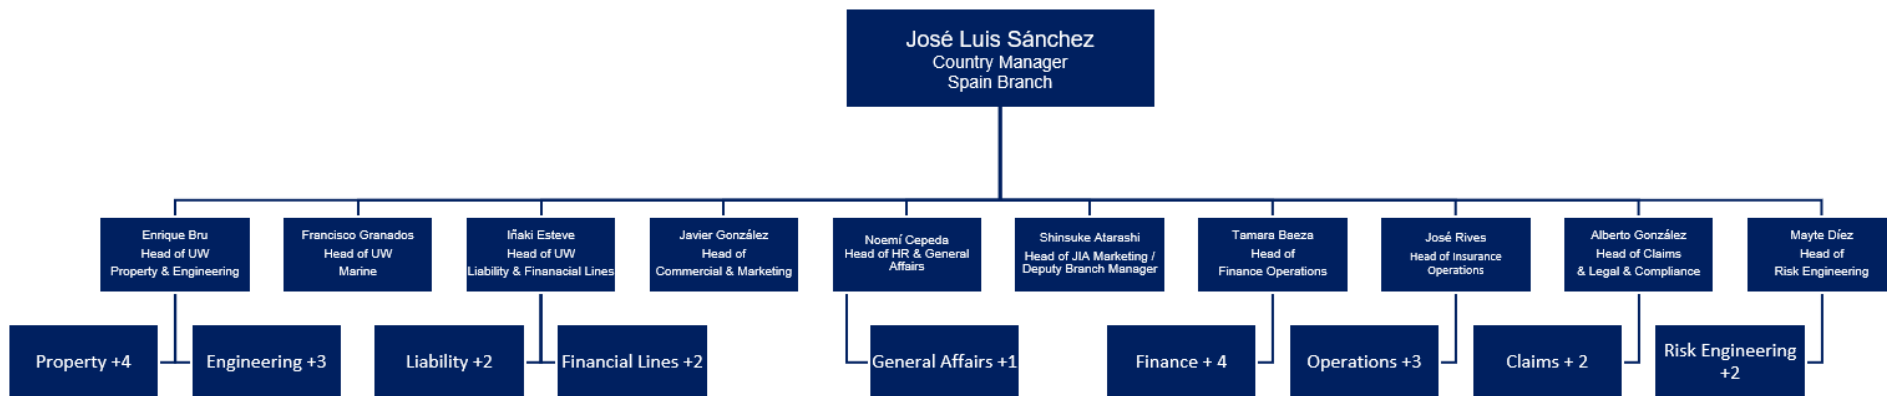 José Luis Sánchez
Country Manager
Spain Branch
Enrique Bru
Head of UW
Property & Engineering
Francisco Granados
Head of UW
Marine
Iñaki Esteve
Head of UW
Liability & Finanacial Lines
Javier González
Head of
Commercial & Marketing
Noemí Cepeda
Head of HR & General
Affairs
Shinsuke Atarashi
Head of JIA Marketing /
Deputy Branch Manager
Tamara Baeza
Head of
Finance Operations
José Rives
Head of Insurance
Operations
Alberto González
Head of Claims
& Legal & Compliance
Mayte Díez
Head of
Risk Engineering
Property +4
Engineering +3
Liability +2
Financial Lines +2
General Affairs +1
Finance + 4
Operations +3
Claims + 2
Risk Engineering
+2